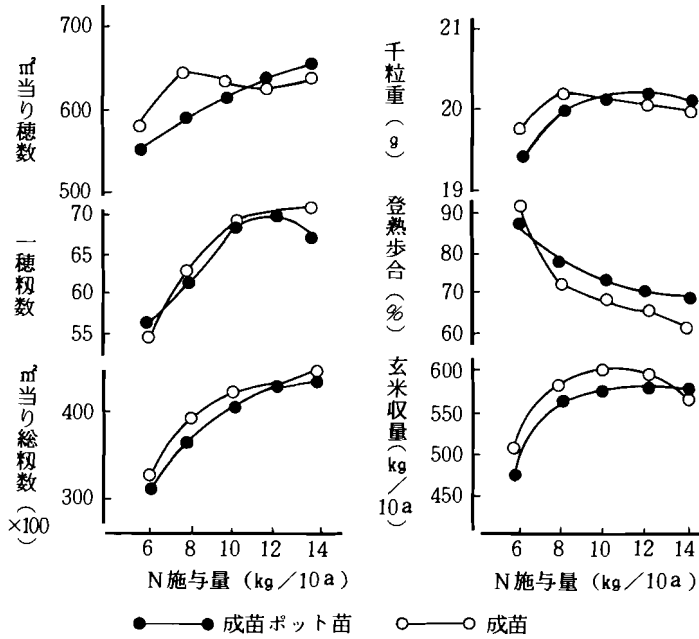 ㎡当り穂数
700
600
500
千粒重(g)
21
20
19
一穂籾数
70
65
60
55
登熟歩合(%)
90
80
70
60
㎡当り総籾数(×100)
400
300
玄米収量(kg/10a)
600
550
500
450
6 8 10 12 14
N施与量(kg/10a)
6 8 10 12 14
N施与量(kg/10a)
成苗ポット苗 成苗